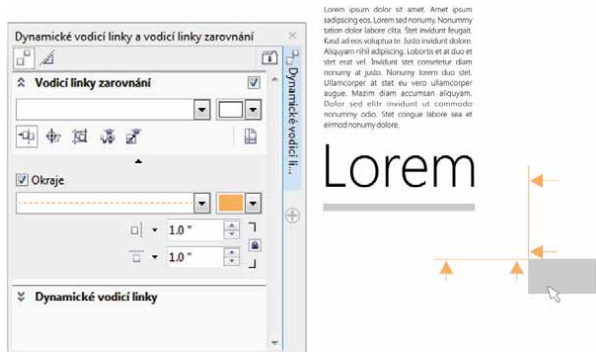 Dynamické vodicí linky a vodicí linky zarovnání
Vodicí linky zarovnání
Okraje
1.0 "
1.0 "
Dynamické vodicí linky
Dynamické vodicí li...
Lorem ipsum dolor sit amet. Amet ipsum
sadipscing eos. Lorem sed nonumy. Nonummy
tation dolor labore clita. Stet invidunt feugait.
Kasd ad eos voluptua te. Justo invidunt dolore.
Aliquyam nihil adipiscing. Lobortis et at duo et
stet erat vel. Invidunt stet consetetur diam
nonumy at justo. Nonumy lorem duo stet.
Ullamcorper at stet eu vero ullamcorper
augue. Mazim diam accumsan aliquyam.
Dolor sed elitr invidunt ut commodo
nonummy odio. Stet congue labore sea et
eirmod nonumy dolore.
Lorem